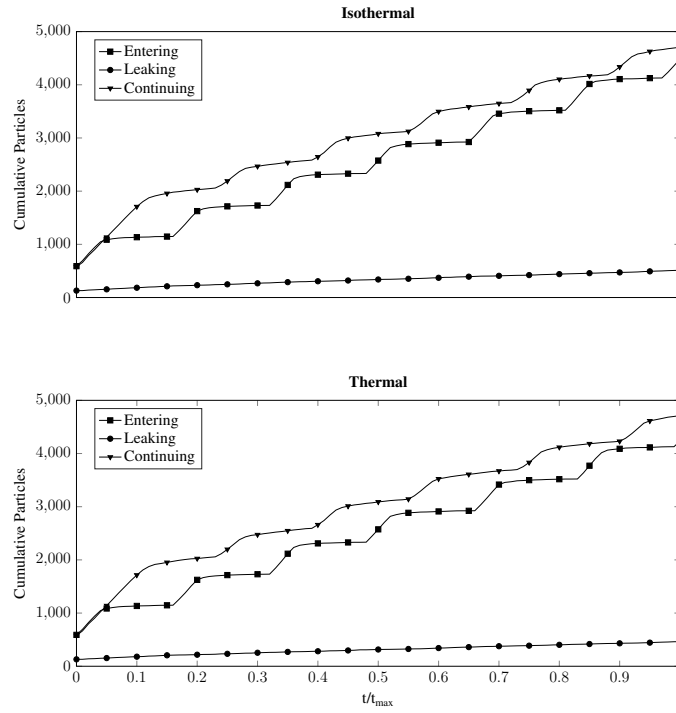 Isothermal
5,000
4,000
3,000
2,000
1,000
0
Cumulative Particles
Entering
Leaking
Continuing
Thermal
5,000
4,000
3,000
2,000
1,000
0
Cumulative Particles
Entering
Leaking
Continuing
0 0.1 0.2 0.3 0.4 0.5 0.6 0.7 0.8 0.9
t/tmax